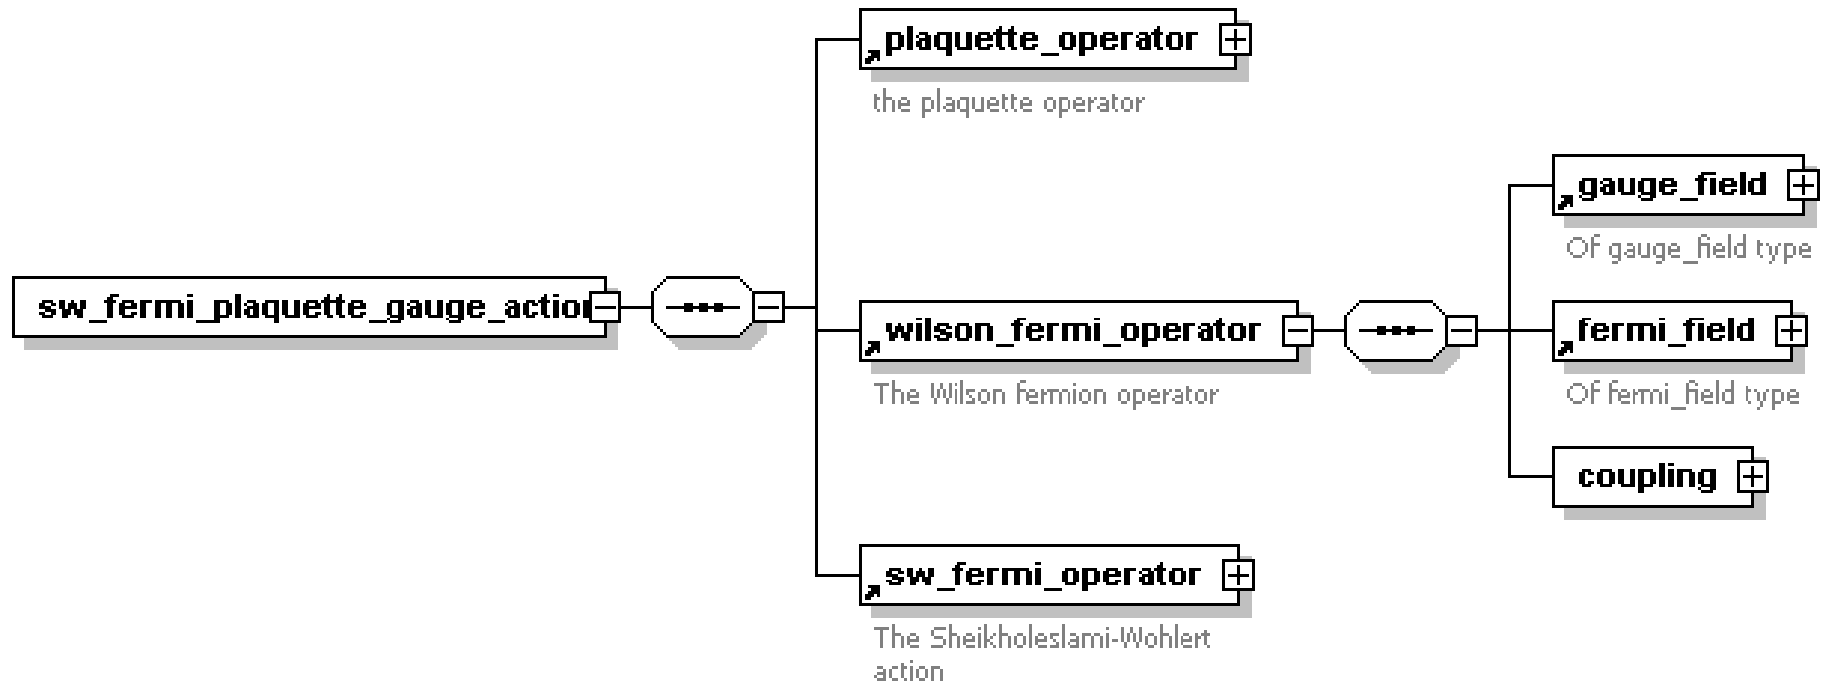 plaquette_operator
the plaquette operator
gauge_field
Of gauge_field type
sw_fermi_plaquette_gauge_action
wilson_fermi_operator
The Wilson fermion operator
fermi_field
Of fermi_field type
coupling
sw_fermi_operator
The Sheikholeslami-Wohlert
action